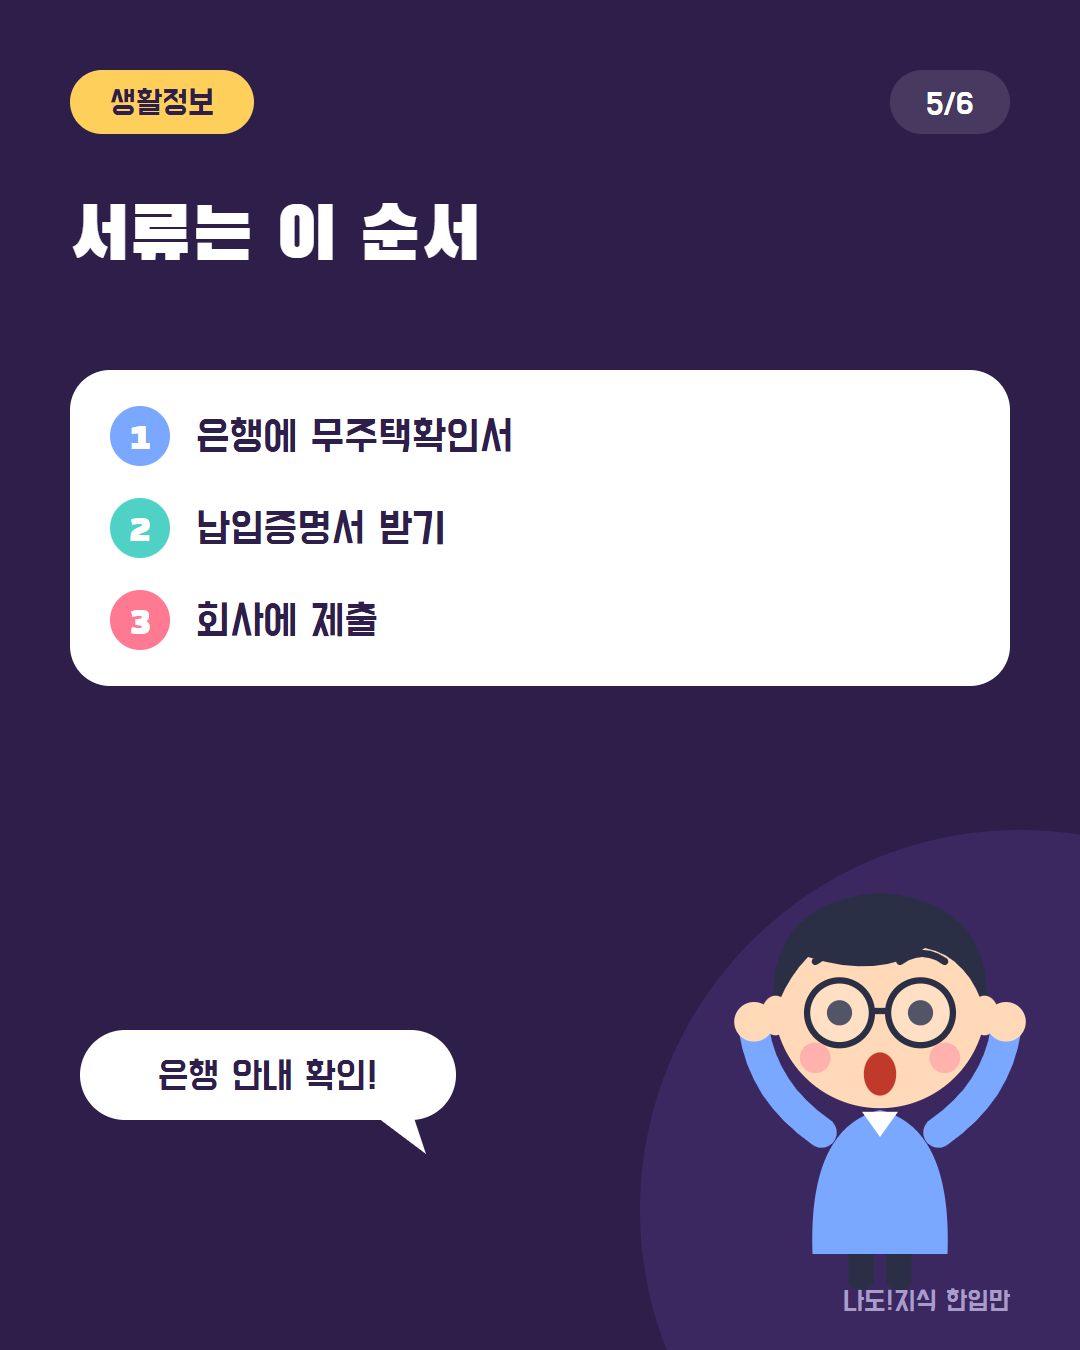 생활정보
5/6
서류는 이 순서
1 은행에 무주택확인서
2 납입증명서 받기
3 회사에 제출
은행 안내 확인!
나도!지식 한입만